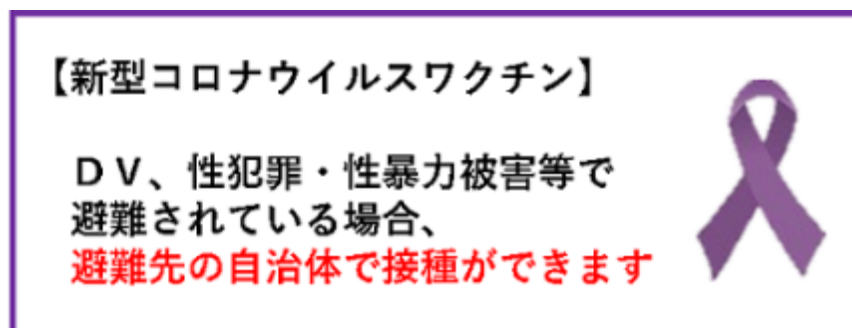 【新型コロナウイルスワクチン】
ＤＶ、性犯罪・性暴力被害等で
避難されている場合、
避難先の自治体で接種ができます